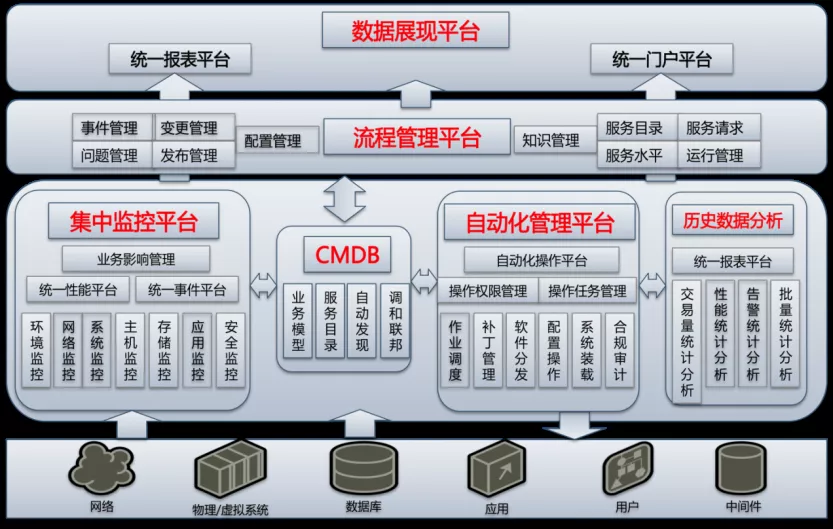 数据展现平台
统一报表平台
统一门户平台
事件管理
变更管理
问题管理
发布管理
配置管理
流程管理平台
知识管理
服务目录
服务请求
服务水平
运行管理
集中监控平台
业务影响管理
统一性能平台
统一事件平台
环境监控
网络监控
系统监控
主机监控
存储监控
应用监控
安全监控
CMDB
业务模型
服务目录
自动发现
调和联邦
自动化管理平台
自动化操作平台
操作权限管理
操作任务管理
作业调度
补丁管理
软件分发
配置操作
系统装载
合规审计
历史数据分析
统一报表平台
交易量统计分析
性能统计分析
告警统计分析
批量统计分析
网络
物理/虚拟系统
数据库
应用
用户
中间件